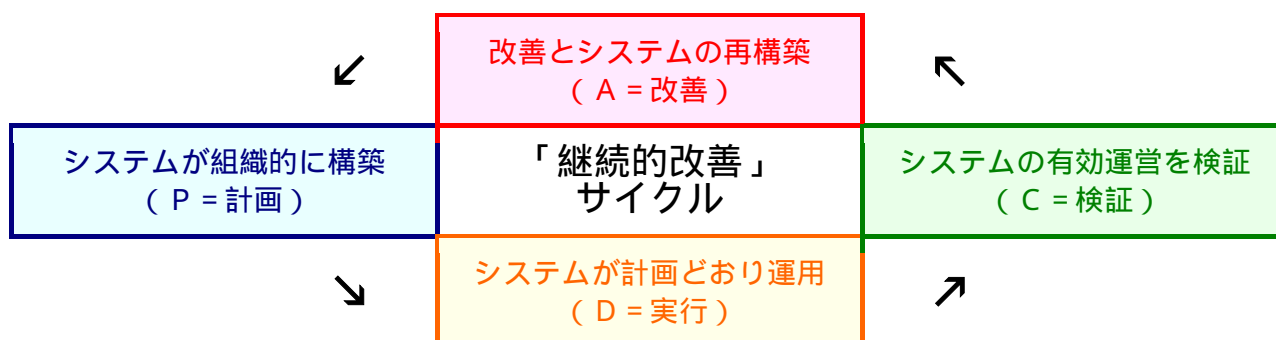 改善とシステムの再構築
（Ａ＝改善）
システムが組織的に構築
（Ｐ＝計画）
「継続的改善」
サイクル
システムの有効運営を検証
（Ｃ＝検証）
システムが計画どおり運用
（Ｄ＝実行）